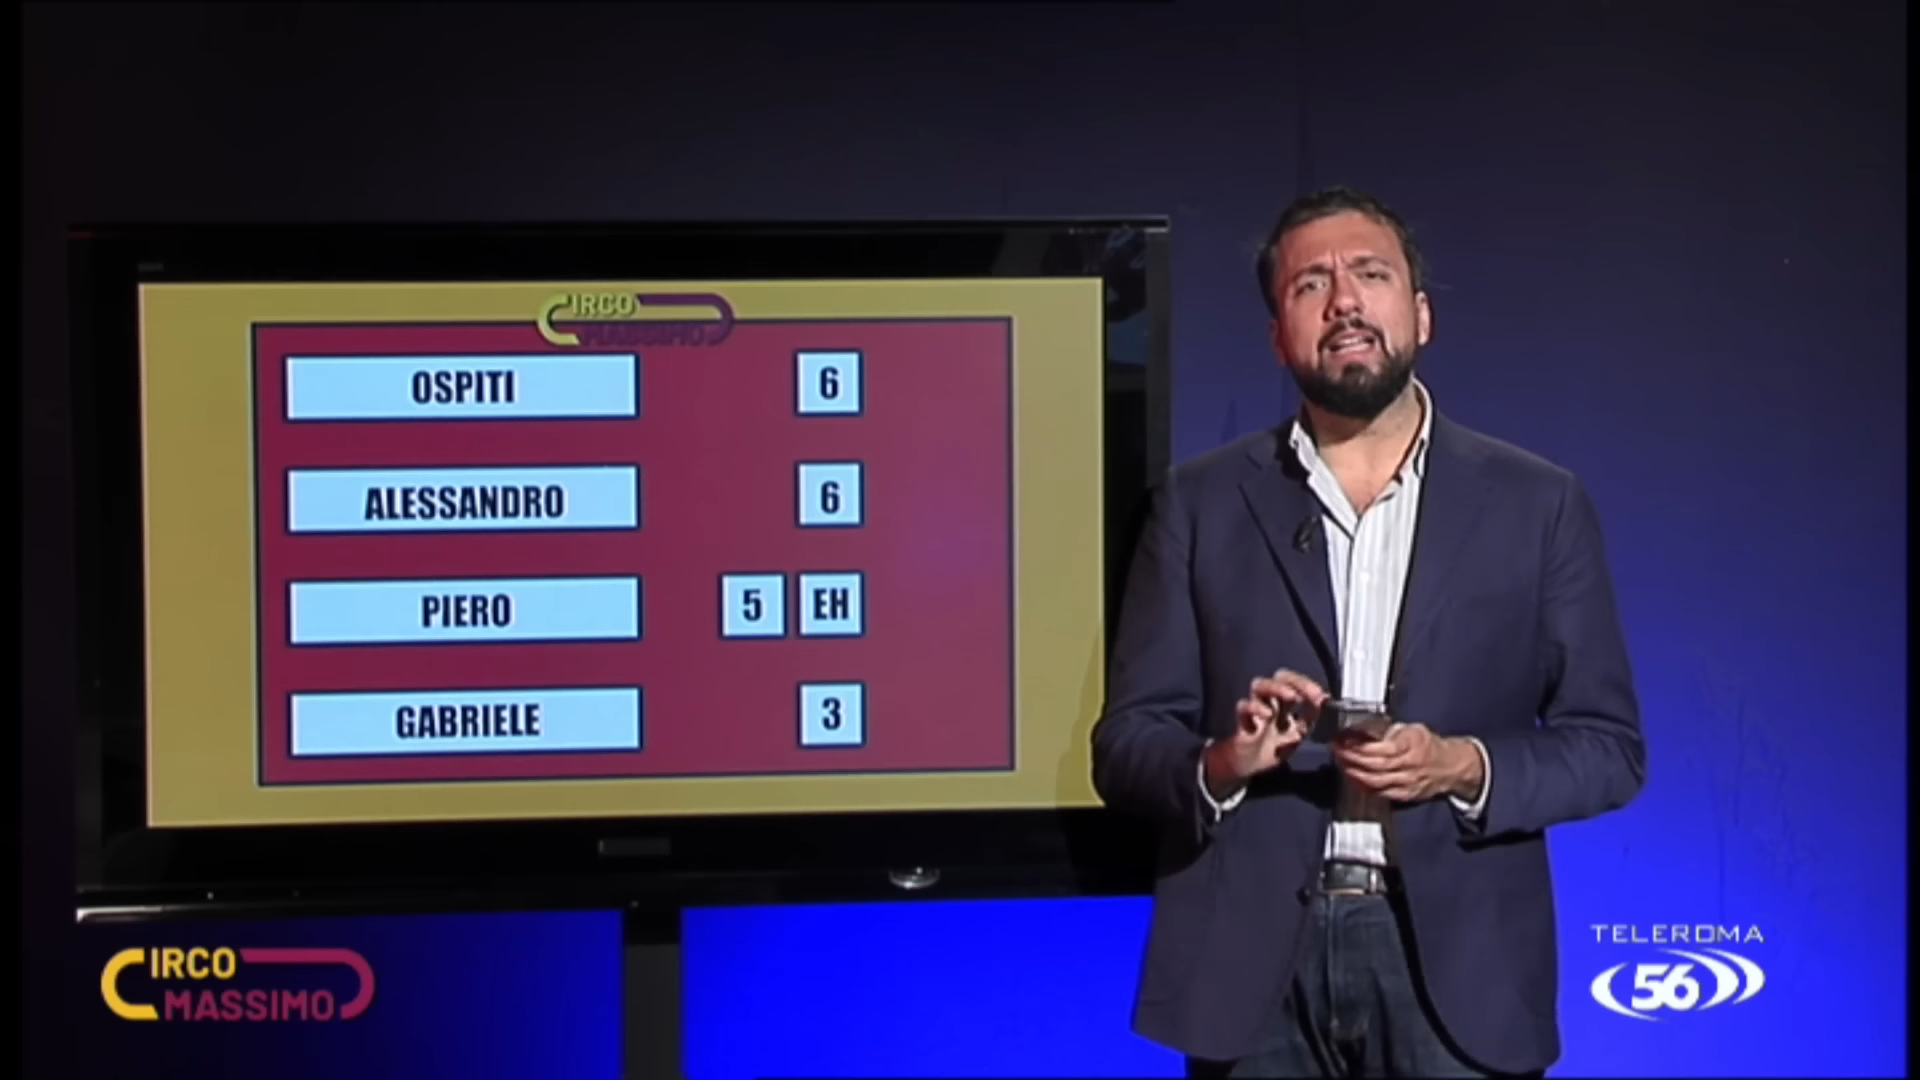 CIRCO
MASSIMO
OSPITI 6
ALESSANDRO 6
PIERO 5 EH
GABRIELE 3
CIRCO
MASSIMO
TELEROMA
56